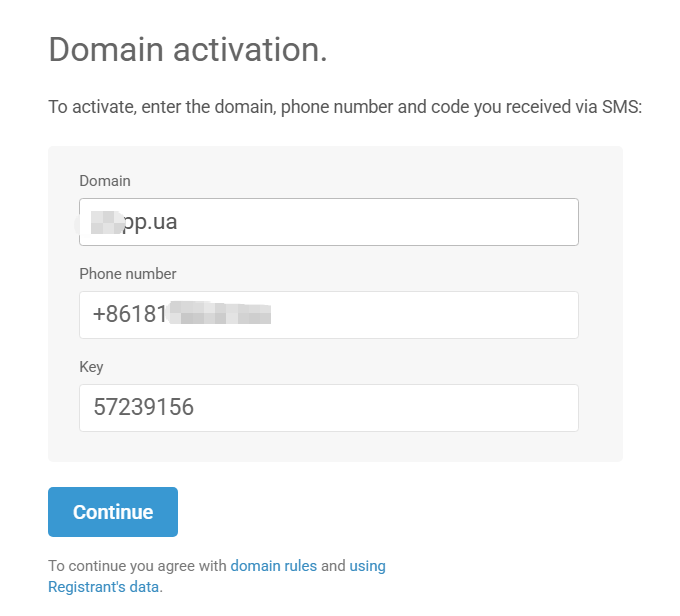 Domain activation.
To activate, enter the domain, phone number and code you received via SMS:
Domain
pp.ua
Phone number
+86181
Key
57239156
Continue
To continue you agree with domain rules and using
Registrant's data.